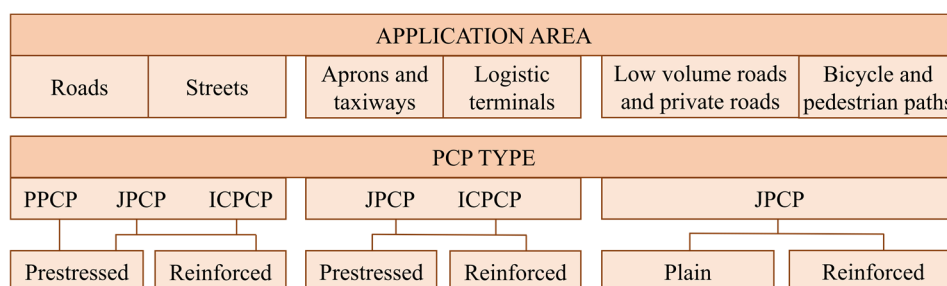 APPLICATION AREA
Roads
Streets
Aprons and
taxiways
Logistic
terminals
Low volume roads
and private roads
Bicycle and
pedestrian paths
PCP TYPE
PPCP JPCP ICPCP
JPCP ICPCP
JPCP
Prestressed
Reinforced
Prestressed
Reinforced
Plain
Reinforced